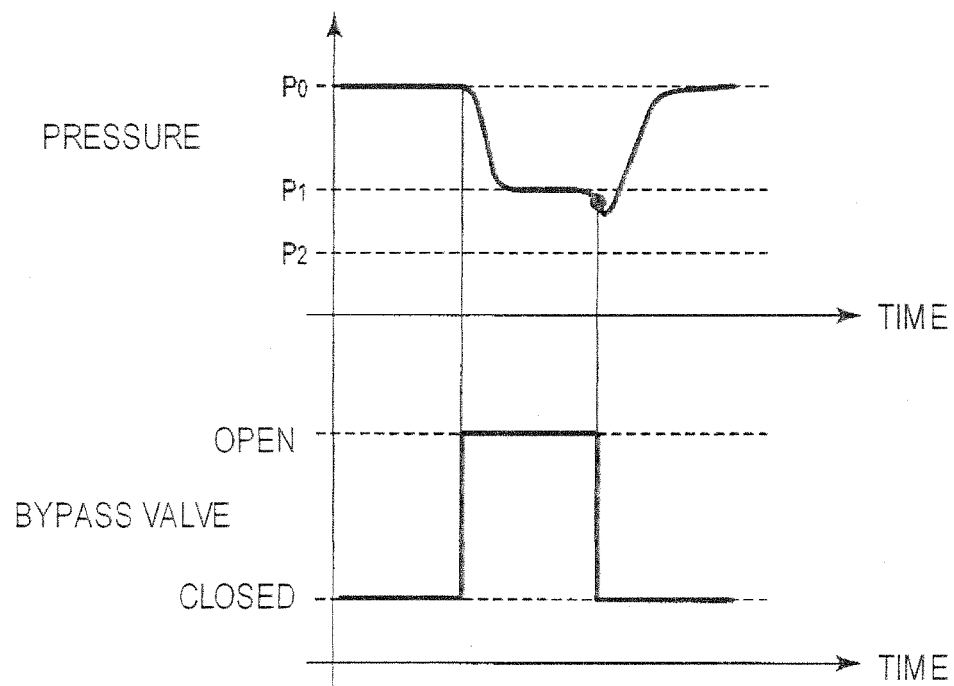 P0
PRESSURE
P1
P2
TIME
OPEN
BYPASS VALVE
CLOSED
TIME